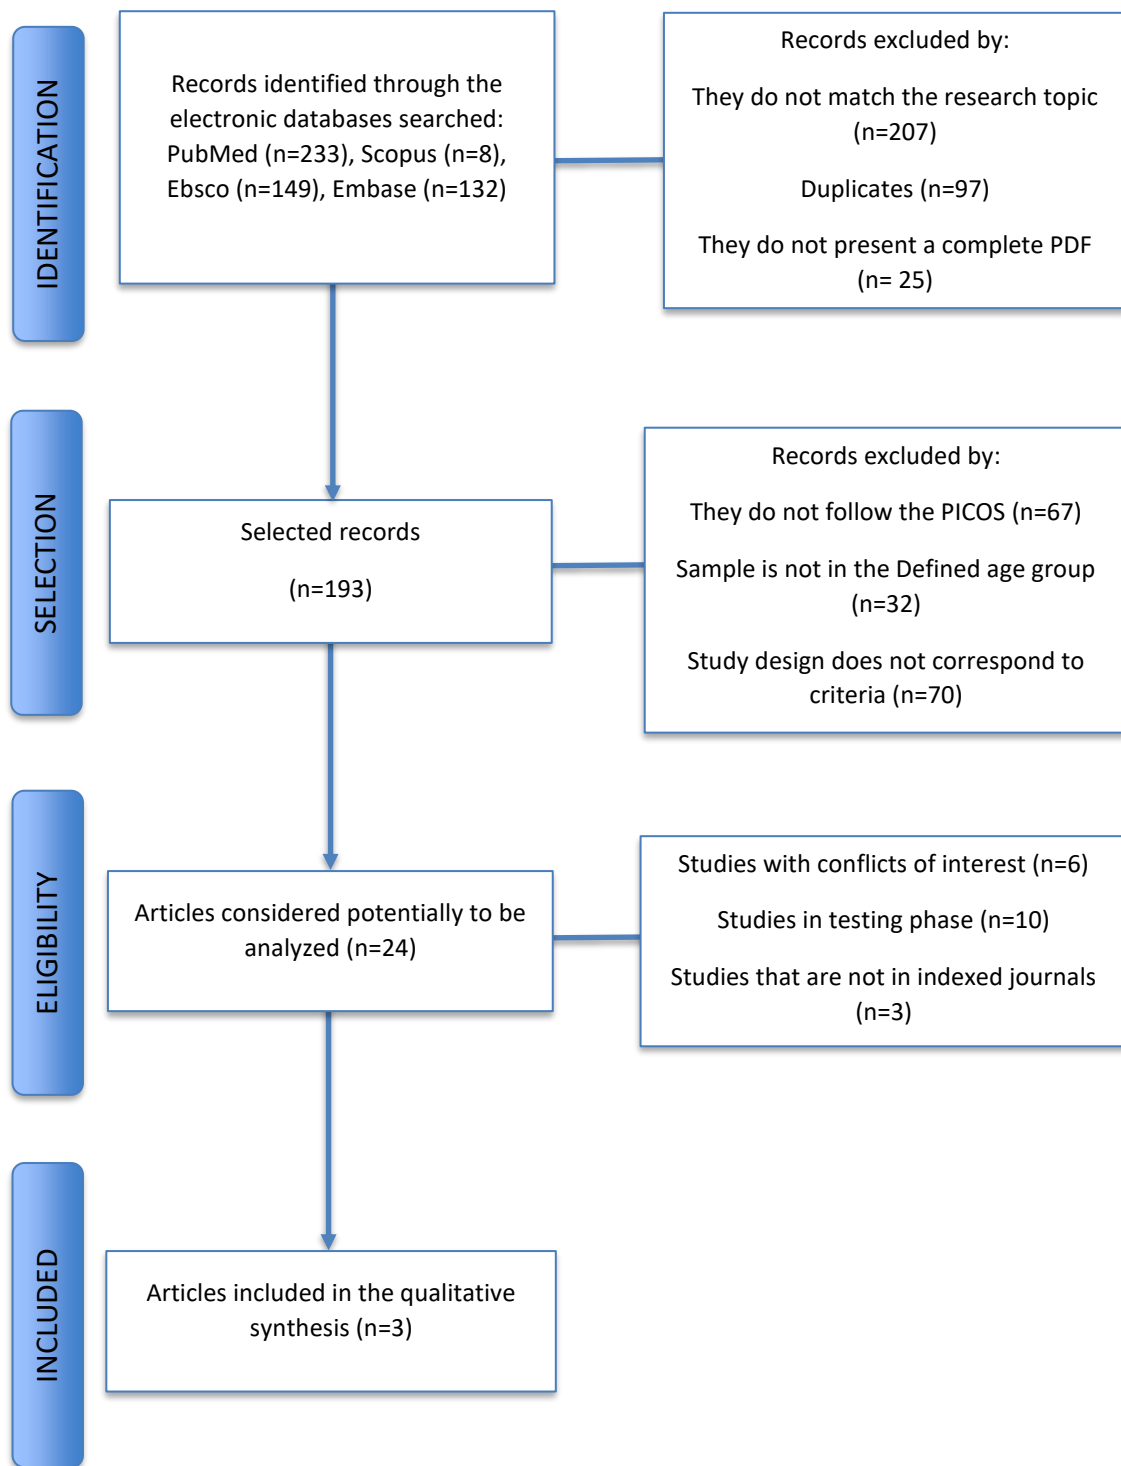 IDENTIFICATION
Records identified through the
electronic databases searched:
PubMed (n=233), Scopus (n=8),
Ebsco (n=149), Embase (n=132)
Records excluded by:
They do not match the research topic
(n=207)
Duplicates (n=97)
They do not present a complete PDF
(n= 25)
SELECTION
Selected records
(n=193)
Records excluded by:
They do not follow the PICOS (n=67)
Sample is not in the Defined age group
(n=32)
Study design does not correspond to
criteria (n=70)
ELIGIBILITY
Articles considered potentially to be
analyzed (n=24)
Studies with conflicts of interest (n=6)
Studies in testing phase (n=10)
Studies that are not in indexed journals
(n=3)
INCLUDED
Articles included in the qualitative
synthesis (n=3)